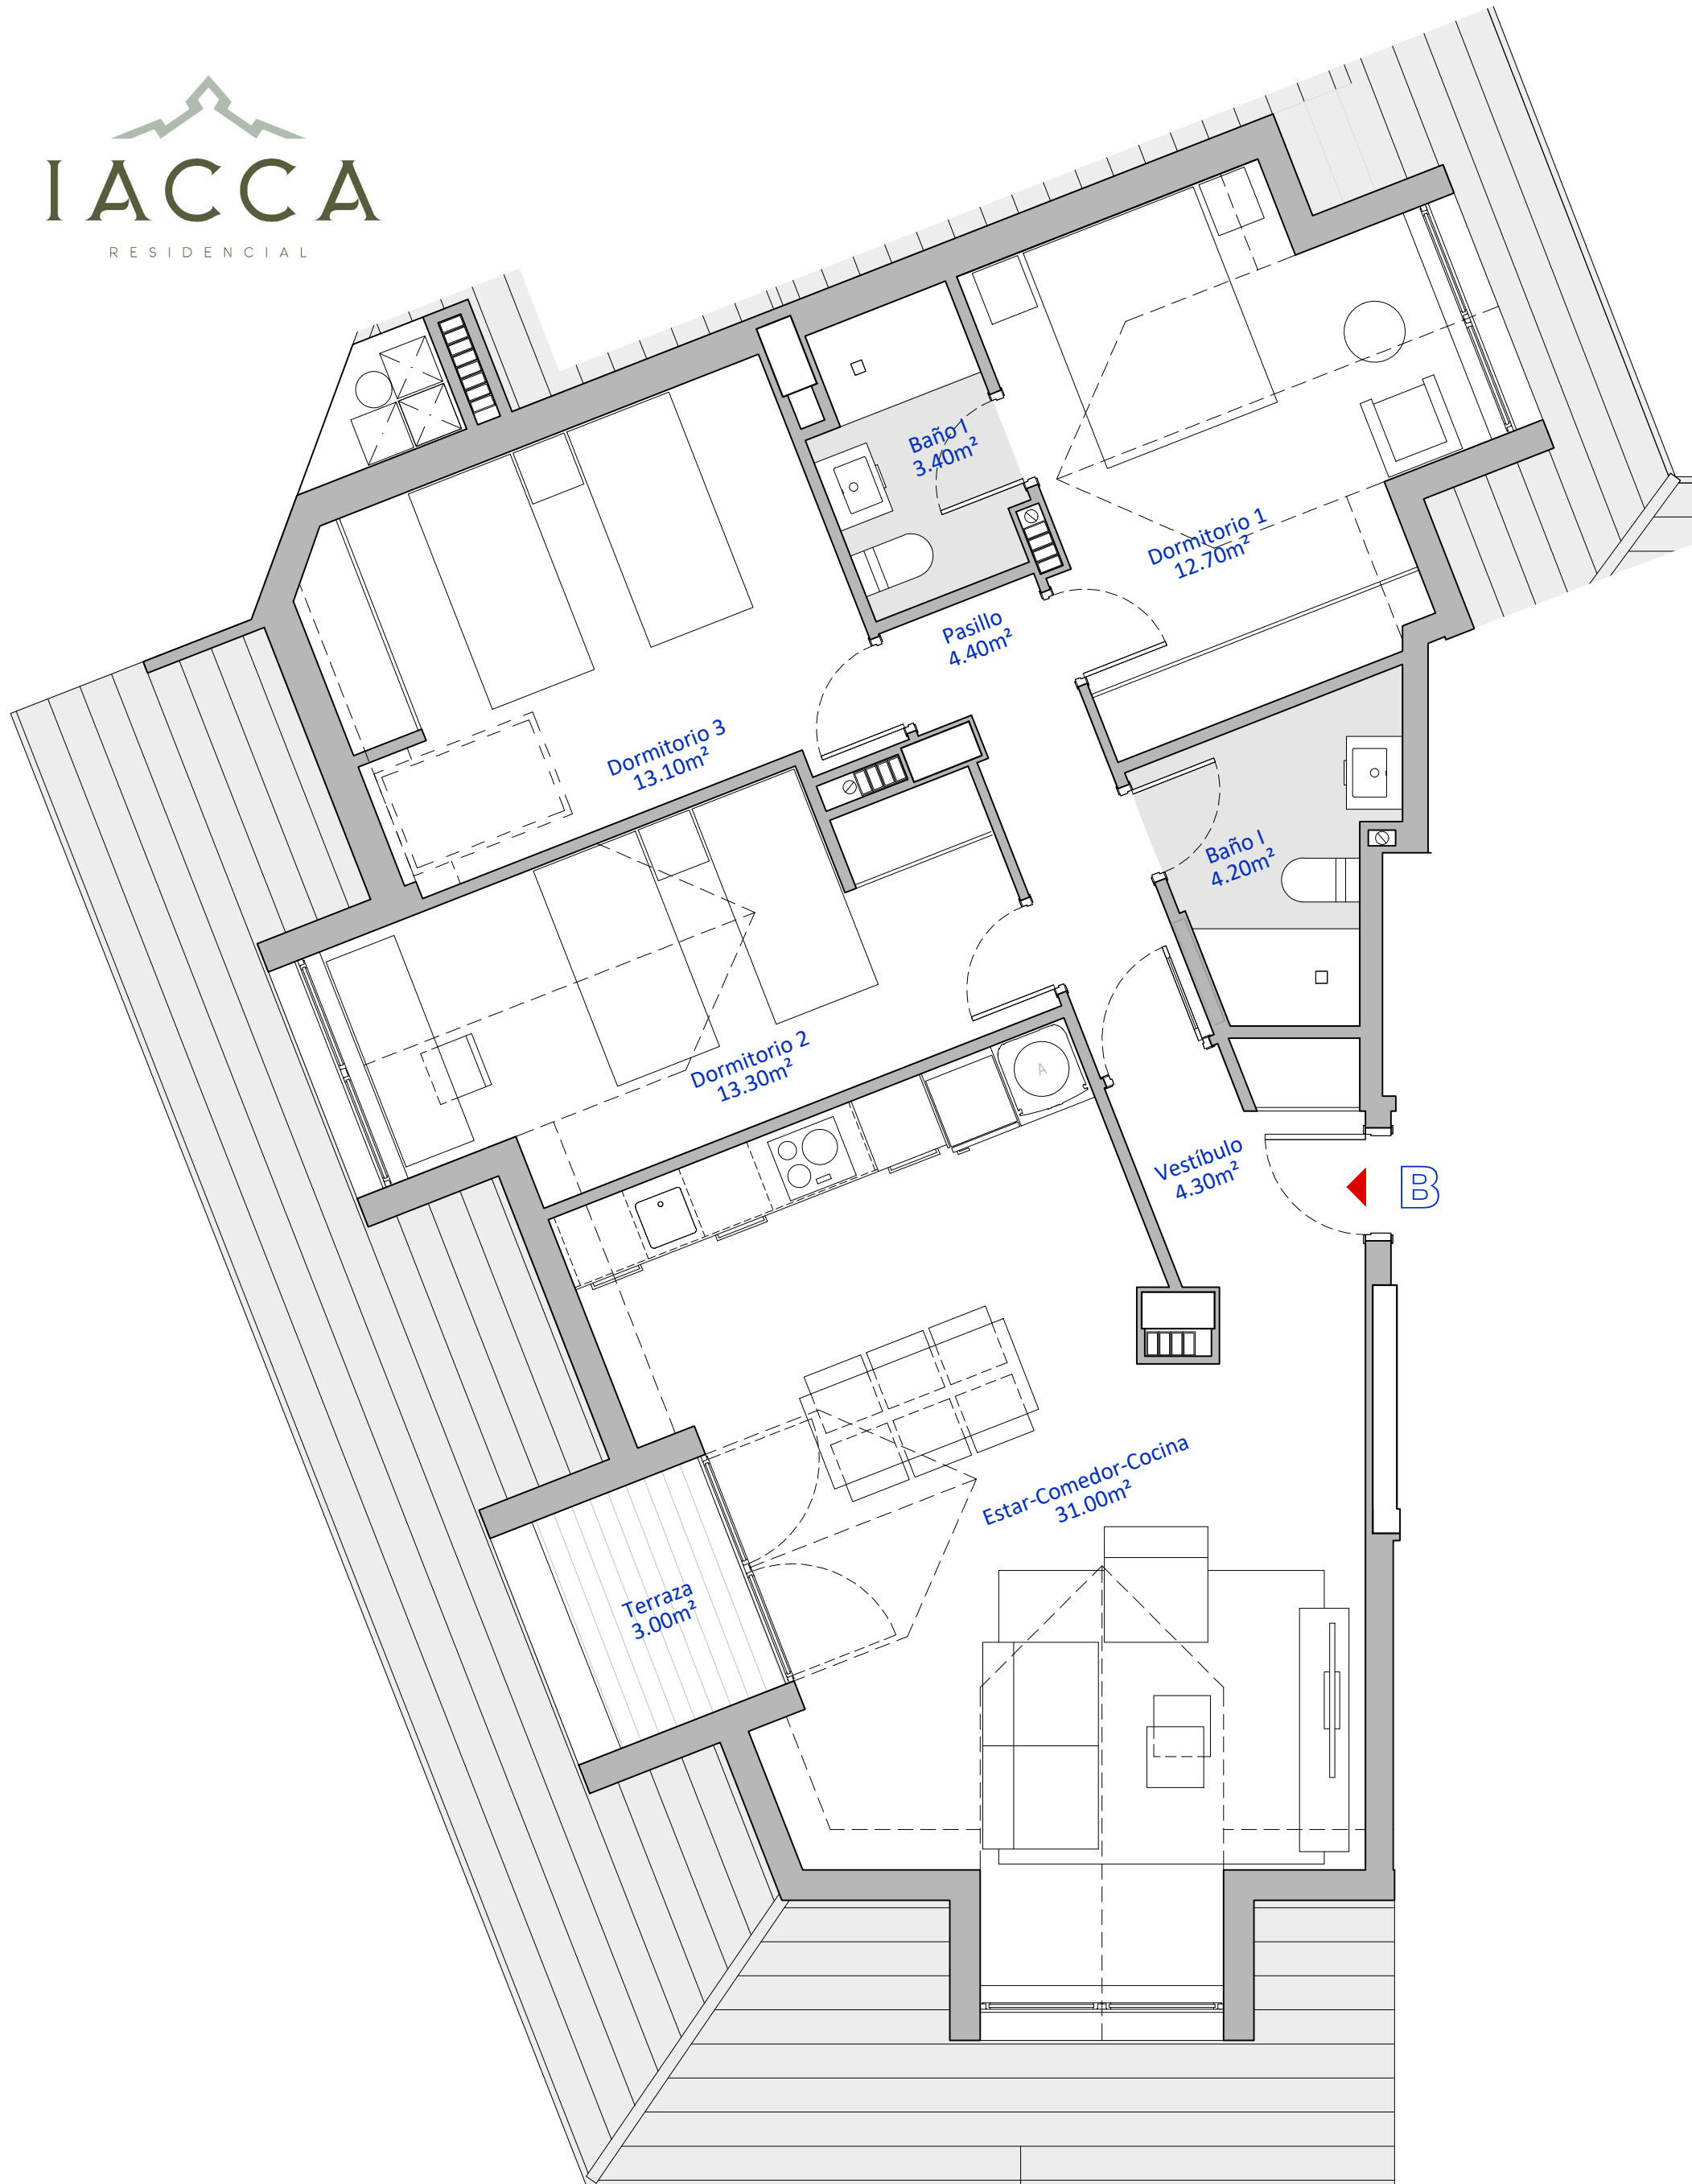 IACCA
RESIDENCIAL
Baño I
3.40m²
Dormitorio 1
12.70m²
Pasillo
4.40m²
Dormitorio 3
13.10m²
Baño I
4.20m²
Dormitorio 2
13.30m²
A
Vestíbulo
4.30m²
B
Estar-Comedor-Cocina
31.00m²
Terraza
3.00m²